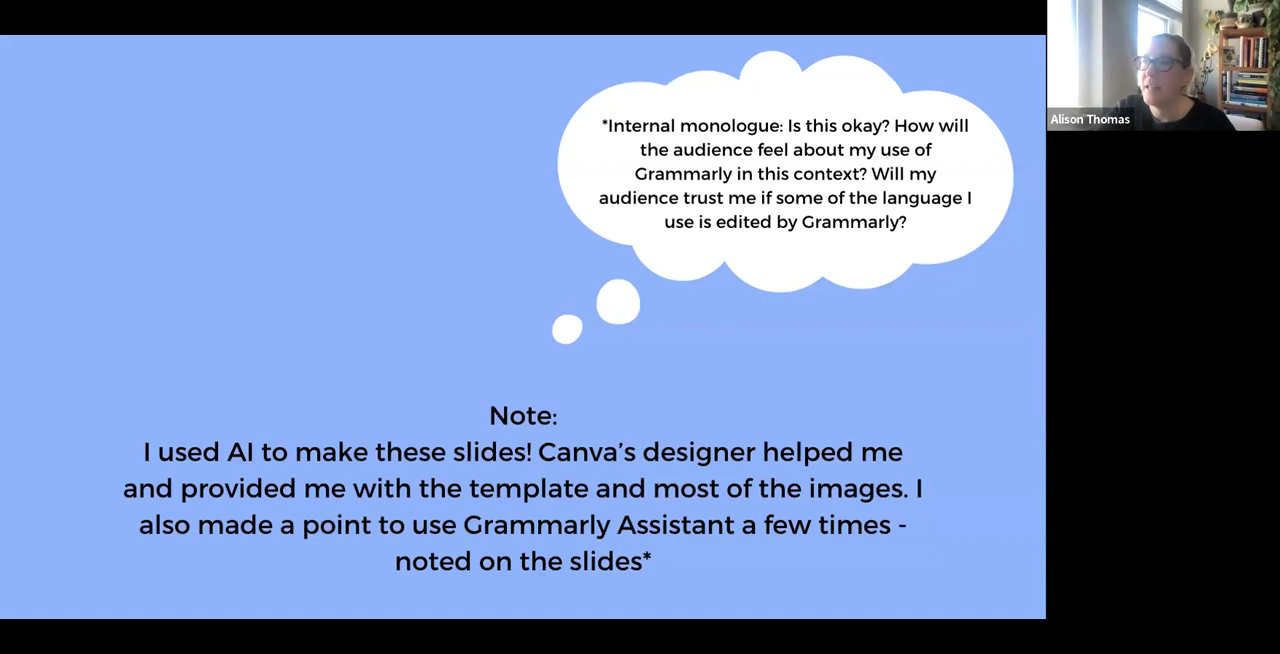 *Internal monologue: Is this okay? How will
the audience feel about my use of
Grammarly in this context? Will my
audience trust me if some of the language I
use is edited by Grammarly?
Alison Thomas
Note:
I used AI to make these slides! Canva’s designer helped me
and provided me with the template and most of the images. I
also made a point to use Grammarly Assistant a few times -
noted on the slides*